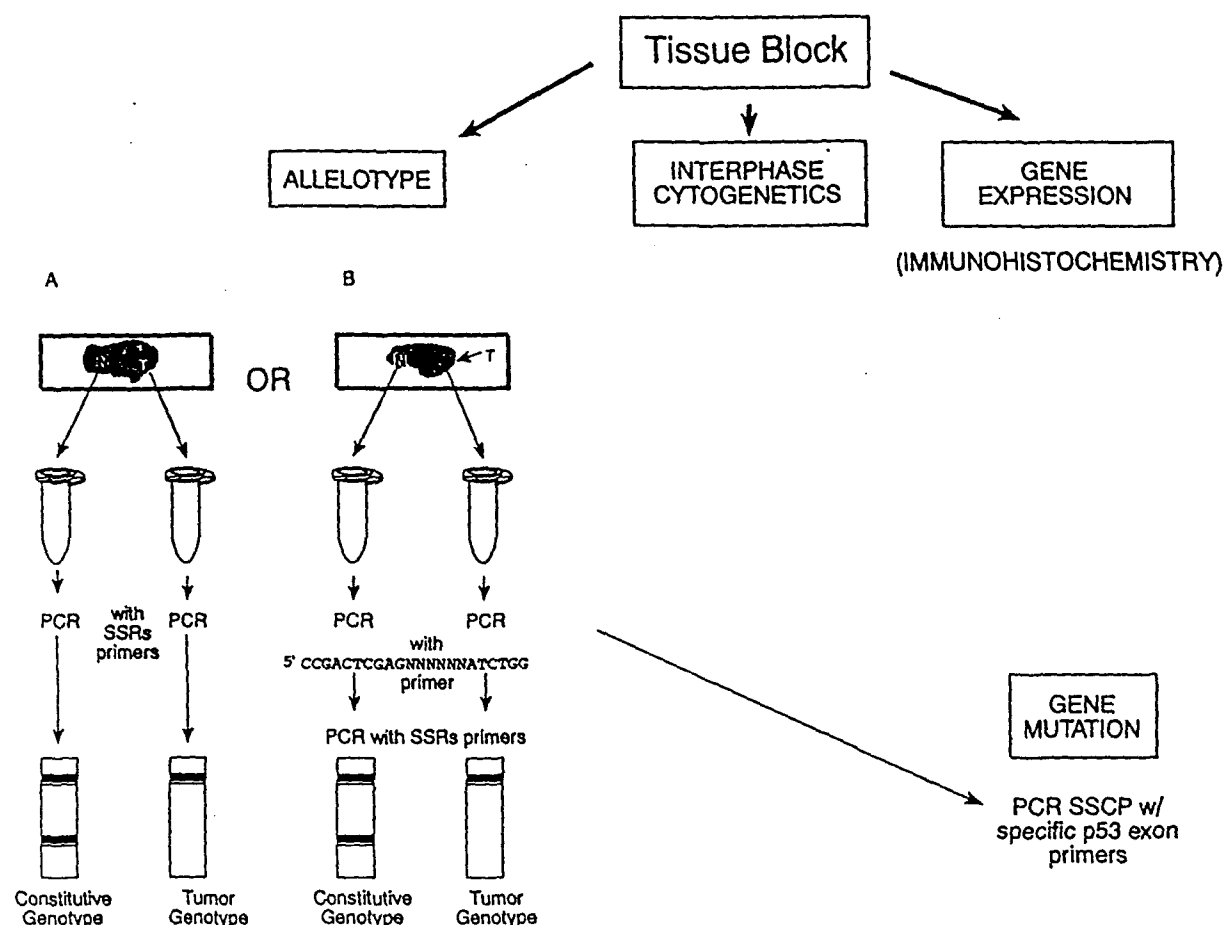 Tissue Block
ALLELOTYPE
INTERPHASE
CYTOGENETICS
GENE
EXPRESSION
(IMMUNOHISTOCHEMISTRY)
A
B
N
T
OR
N
T
PCR
with
SSRs
primers
PCR
PCR
PCR
with
5' CCGACTCGAGNNNNNNATCTGG
primer
PCR with SSRs primers
GENE
MUTATION
PCR SSCP w/
specific p53 exon
primers
Constitutive
Genotype
Tumor
Genotype
Constitutive
Genotype
Tumor
Genotype